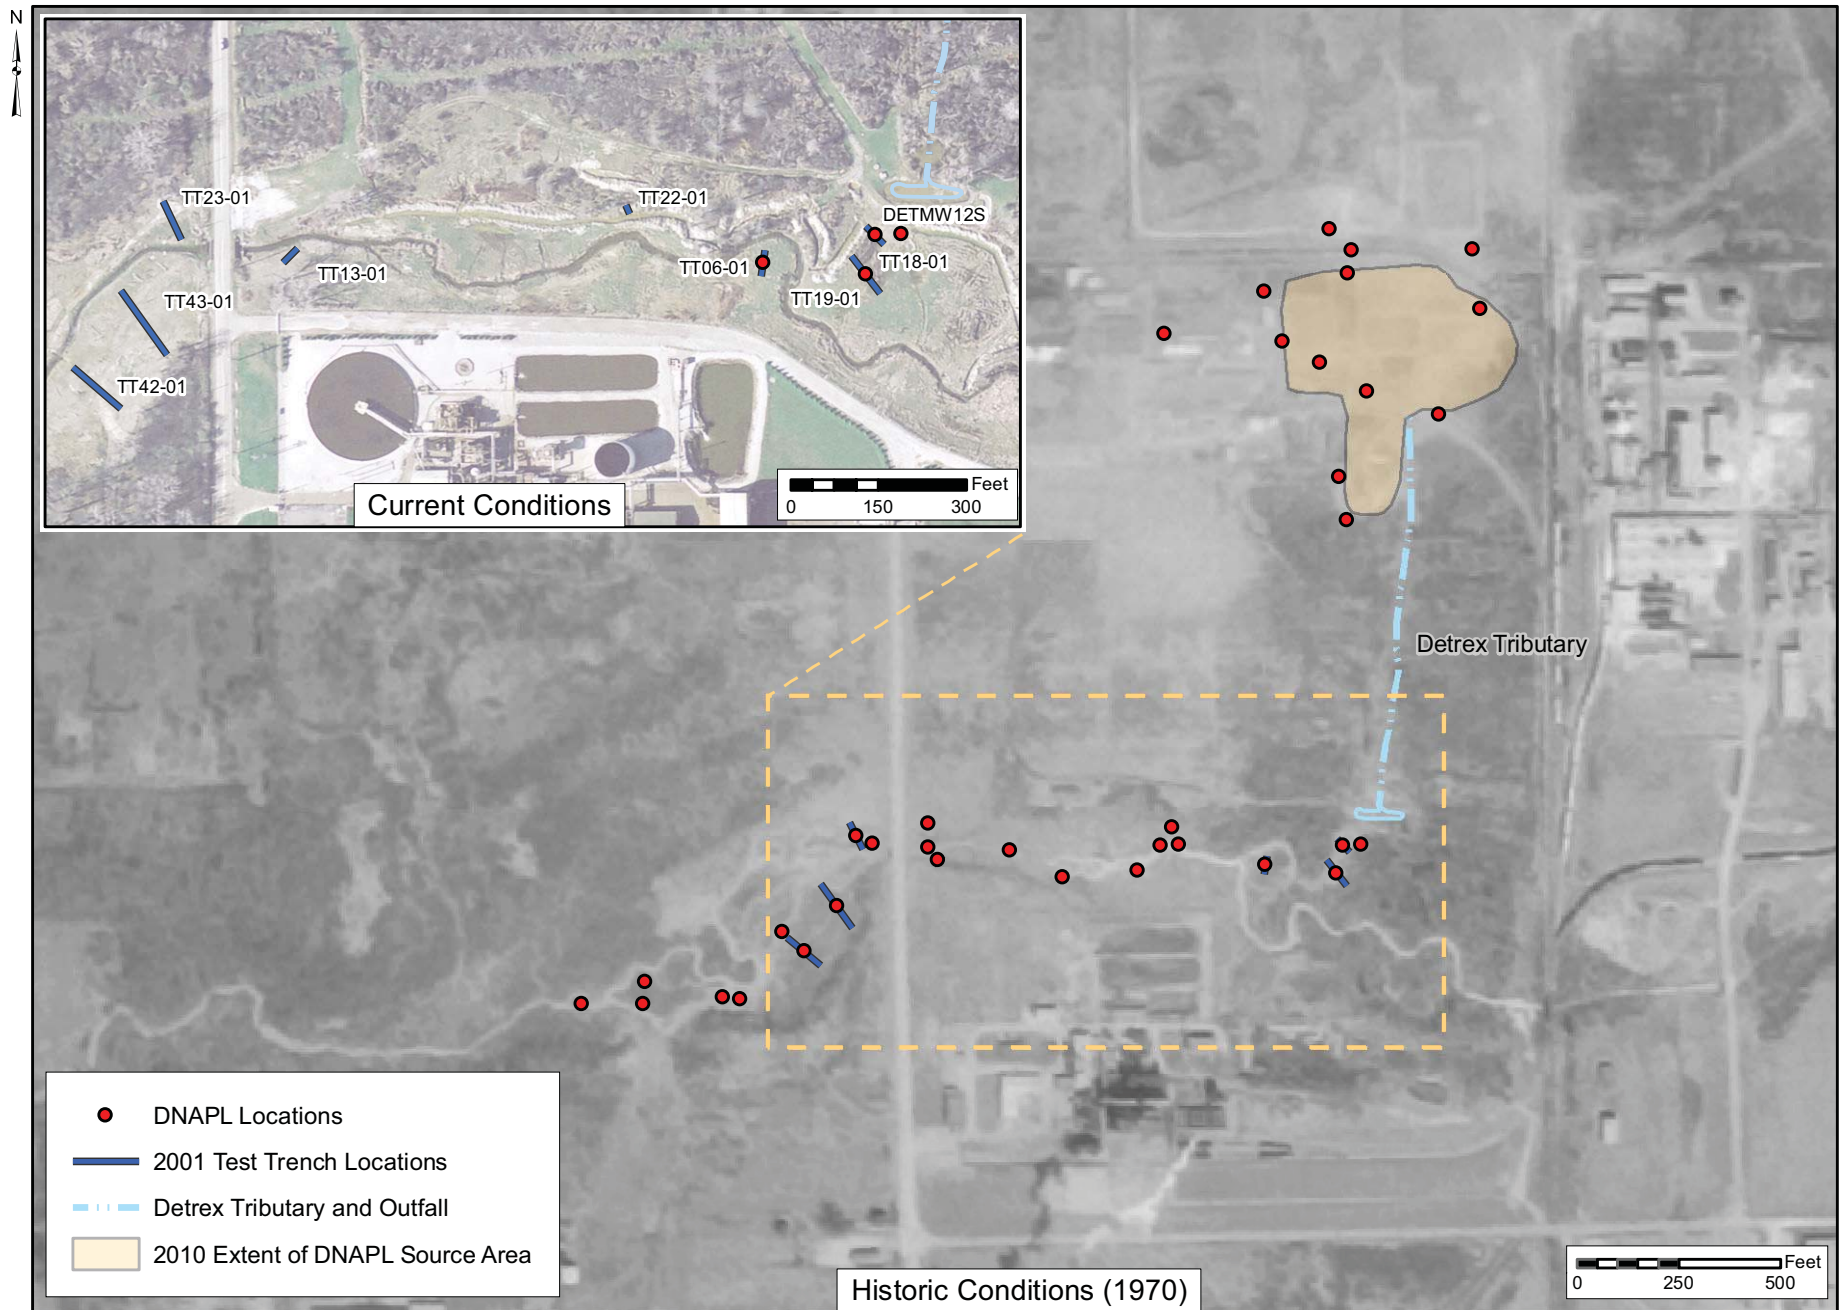 N
TT23-01
TT22-01
DETMW12S
TT13-01
TT06-01
TT18-01
TT43-01
TT19-01
TT42-01
Feet
0 150 300
Current Conditions
Detrex Tributary
DNAPL Locations
2001 Test Trench Locations
Detrex Tributary and Outfall
2010 Extent of DNAPL Source Area
Historic Conditions (1970)
Feet
0 250 500